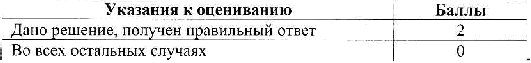 Указания к оцениванию Баллы
Дано решение, получен правильный ответ 2
Во всех остальных случаях 0